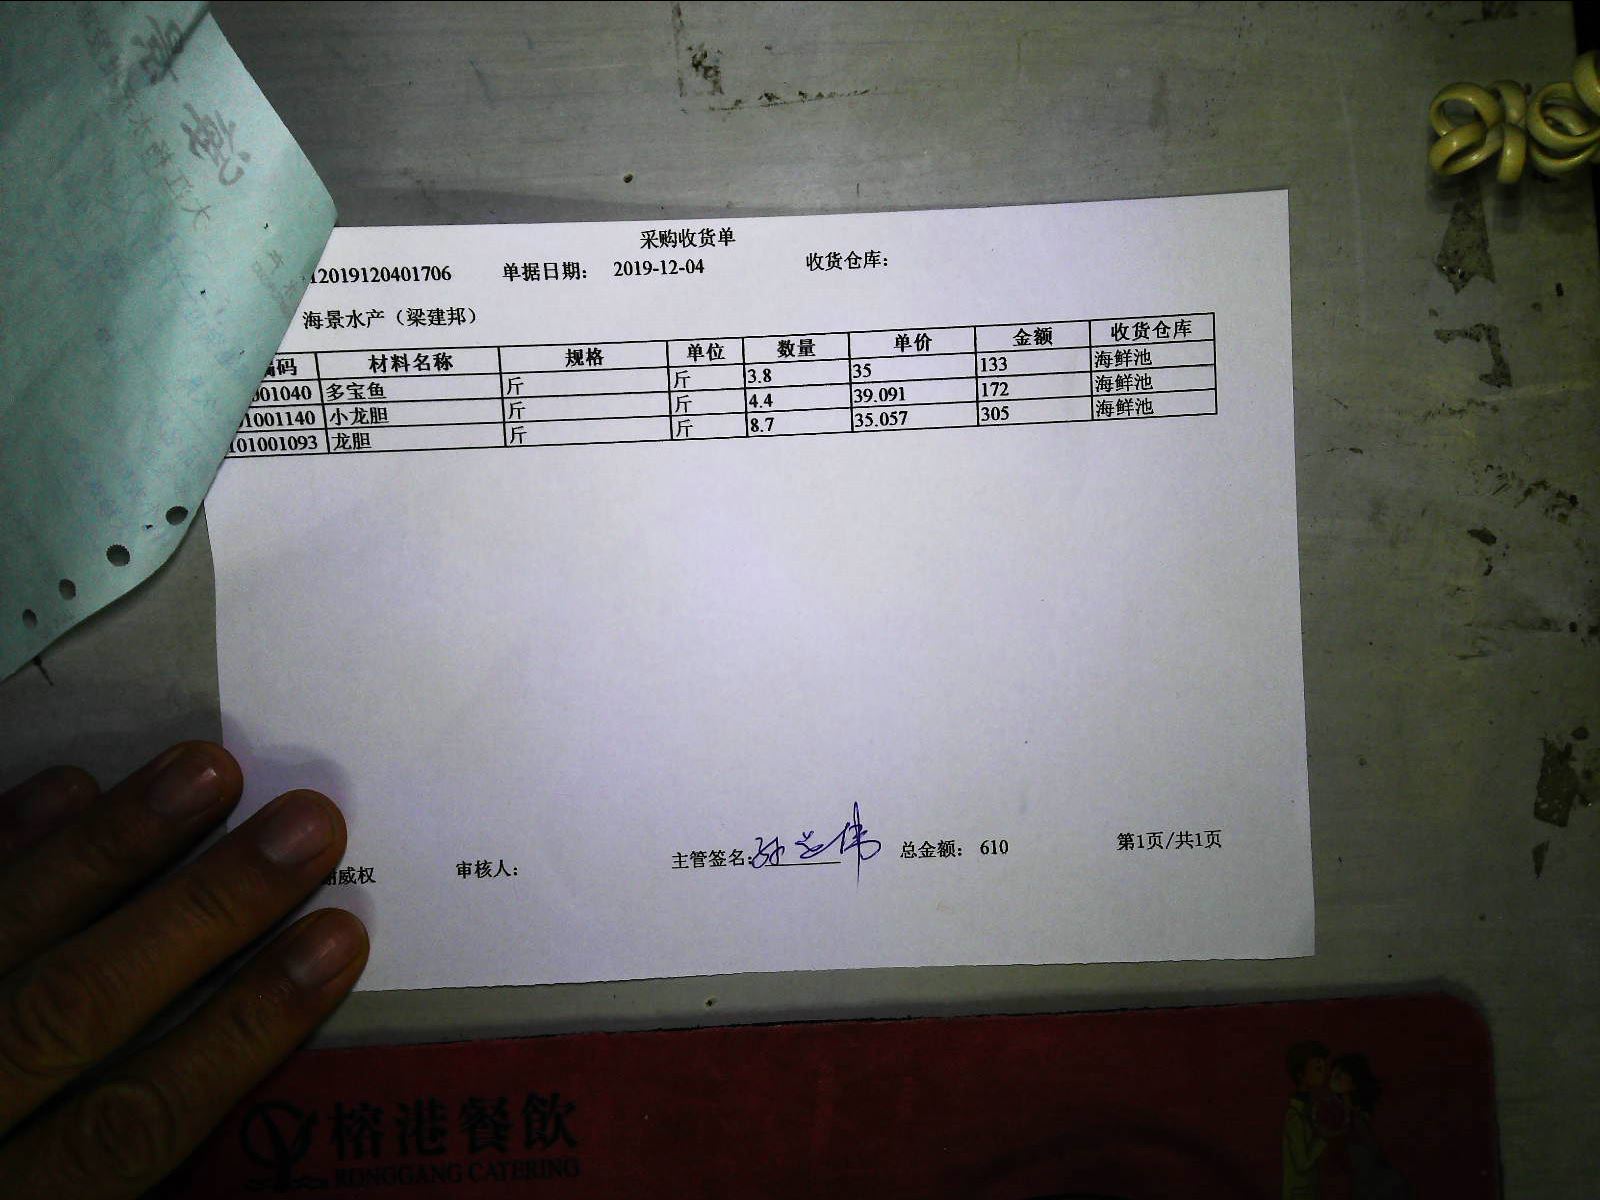 采购收货单
12019120401706 单据日期： 2019-12-04 收货仓库：
海景水产（梁建邦）
编码 材料名称 规格 单位 数量 单价 金额 收货仓库
001040 多宝鱼 斤 斤 3.8 35 133 海鲜池
01001140 小龙胆 斤 斤 4.4 39.091 172 海鲜池
101001093 龙胆 斤 斤 8.7 35.057 305 海鲜池
谢威权 审核人： 主管签名： 总金额： 610 第1页/共1页
榕港餐飲
RONGGANG CATERING